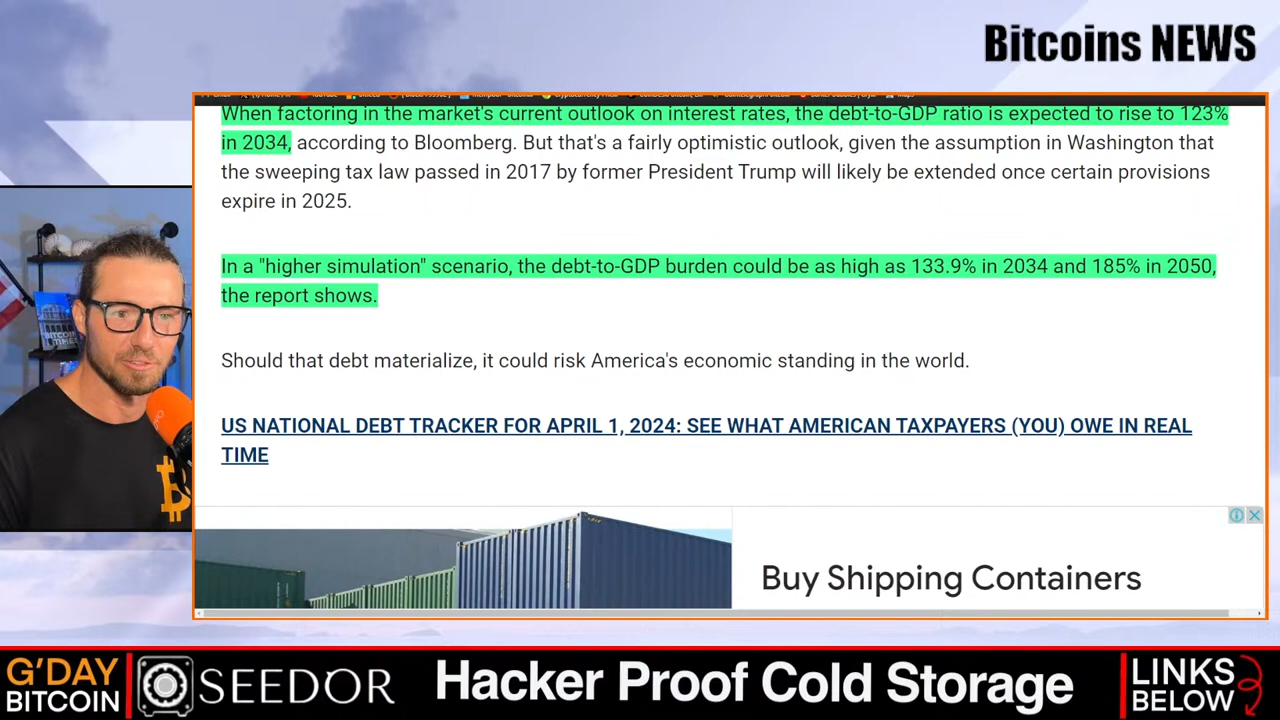 Bitcoins NEWS
When factoring in the market's current outlook on interest rates, the debt-to-GDP ratio is expected to rise to 123%
in 2034, according to Bloomberg. But that's a fairly optimistic outlook, given the assumption in Washington that
the sweeping tax law passed in 2017 by former President Trump will likely be extended once certain provisions
expire in 2025.
In a "higher simulation" scenario, the debt-to-GDP burden could be as high as 133.9% in 2034 and 185% in 2050,
the report shows.
Should that debt materialize, it could risk America's economic standing in the world.
US NATIONAL DEBT TRACKER FOR APRIL 1, 2024: SEE WHAT AMERICAN TAXPAYERS (YOU) OWE IN REAL
TIME
Buy Shipping Containers
G'DAY
BITCOIN
SEEDOR
Hacker Proof Cold Storage
LINKS
BELOW